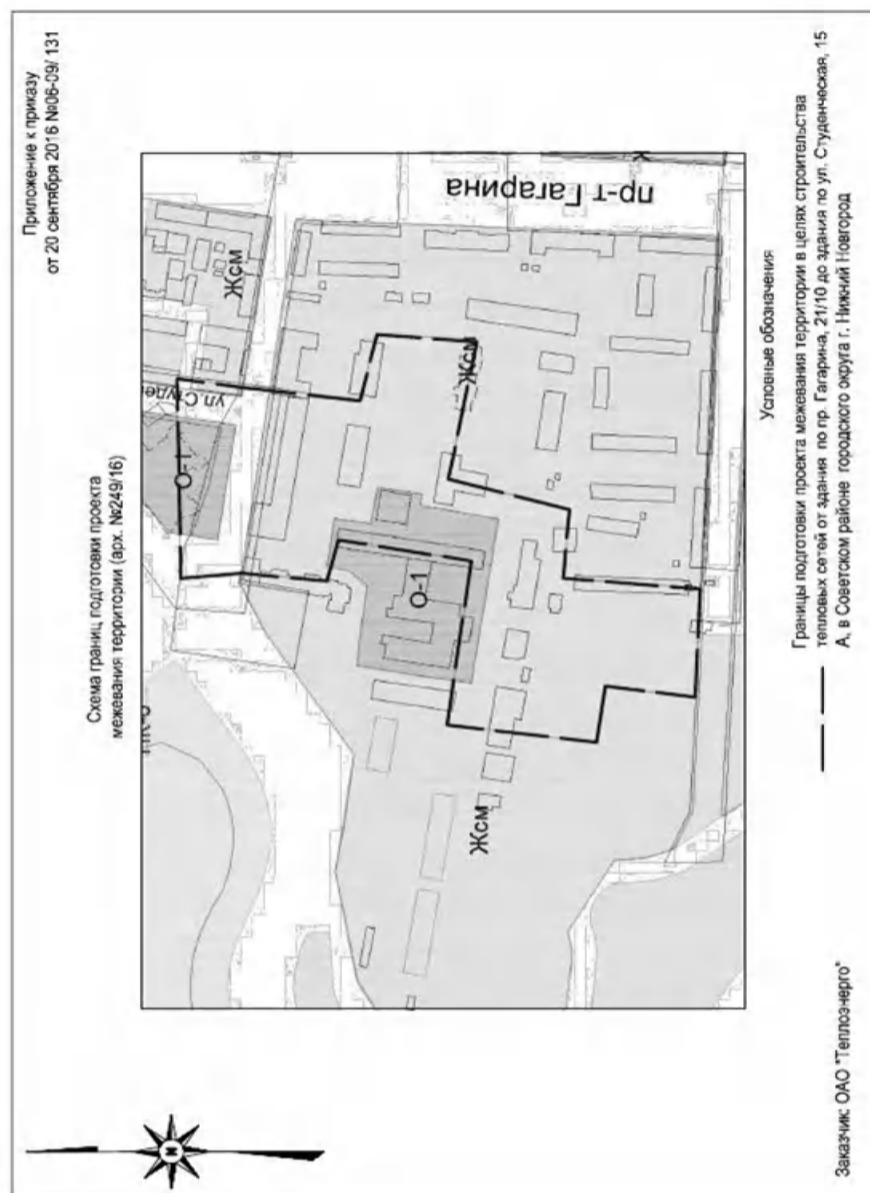 Приложение к приказу
от 20 сентября 2016 №06-09/ 131
Схема границ подготовки проекта
межевания территории (арх. №249/16)
Жсм
ул.Студе
О-1
пр-т Гагарина
Жсм
О-1
Жсм
Условные обозначения
Границы подготовки проекта межевания территории в целях строительства
тепловых сетей от здания по пр. Гагарина, 21/10 до здания по ул. Студенческая, 15
А, в Советском районе городского округа г. Нижний Новгород
Заказчик: ОАО "Теплоэнерго"